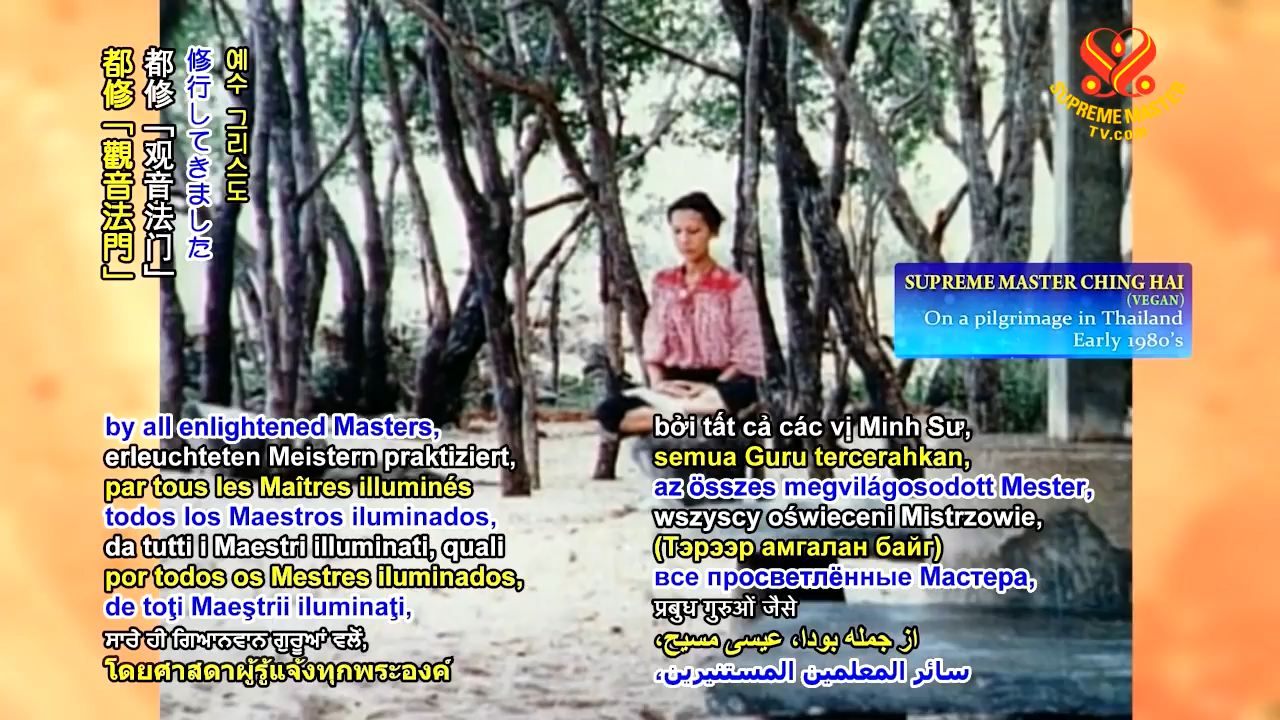 예수 그리스도
修行してきました
都修「观音法门」
都修「觀音法門」
SUPREME MASTER
TV.COM
SUPREME MASTER CHING HAI
(VEGAN)
On a pilgrimage in Thailand
Early 1980's
by all enlightened Masters,
erleuchteten Meistern praktiziert,
par tous les Maîtres illuminés
todos los Maestros iluminados,
da tutti i Maestri illuminati, quali
por todos os Mestres iluminados,
de toţi Maeştrii iluminaţi,
ਸਾਰੇ ਹੀ ਗਿਆਨਵਾਨ ਗੁਰੂਆਂ ਵਲੋਂ,
โดยศาสดาผู้รู้แจ้งทุกพระองค์
bởi tất cả các vị Minh Sư,
semua Guru tercerahkan,
az összes megvilágosodott Mester,
wszyscy oświeceni Mistrzowie,
(Тэрээр амгалан байг)
все просветлённые Мастера,
प्रबुध गुरुओं जैसे
از جمله بودا، عیسی مسیح،
سائر المعلمين المستنيرين،